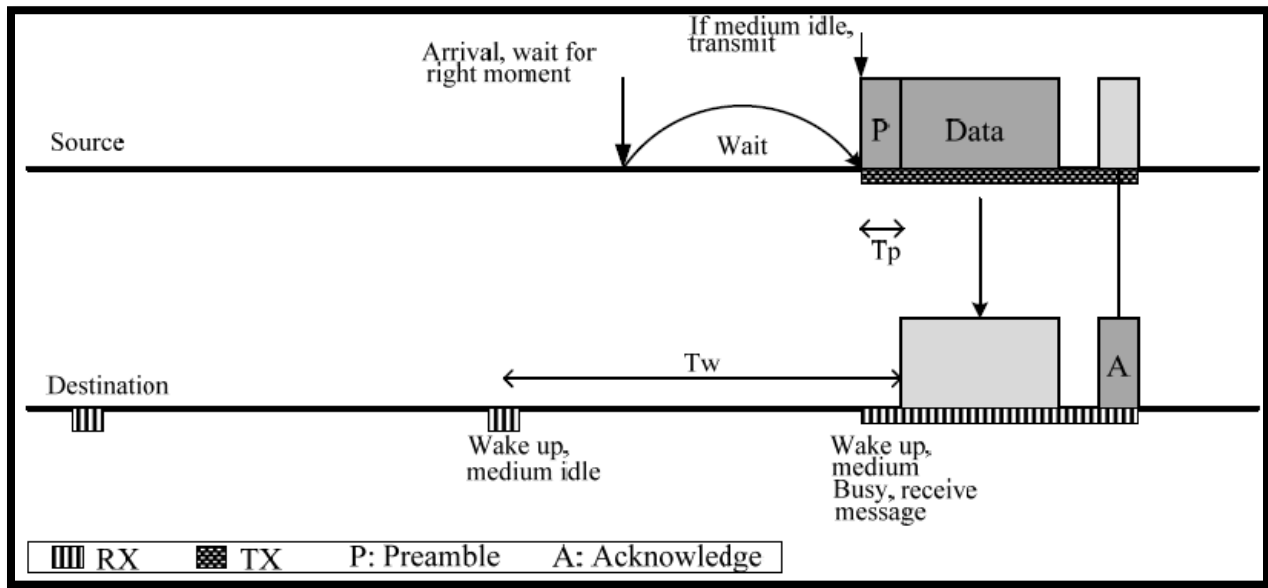 If medium idle,
transmit
Arrival, wait for
right moment
Source
Wait
P
Data
Tp
Tw
Destination
A
Wake up,
medium idle
Wake up,
medium
Busy, receive
message
RX TX P: Preamble A: Acknowledge